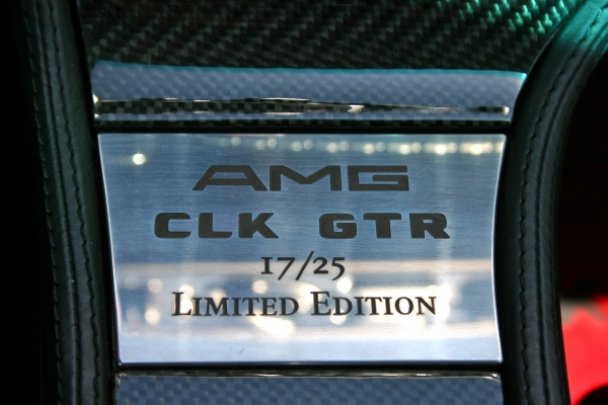 AMG
CLK GTR
17/25
Limited Edition